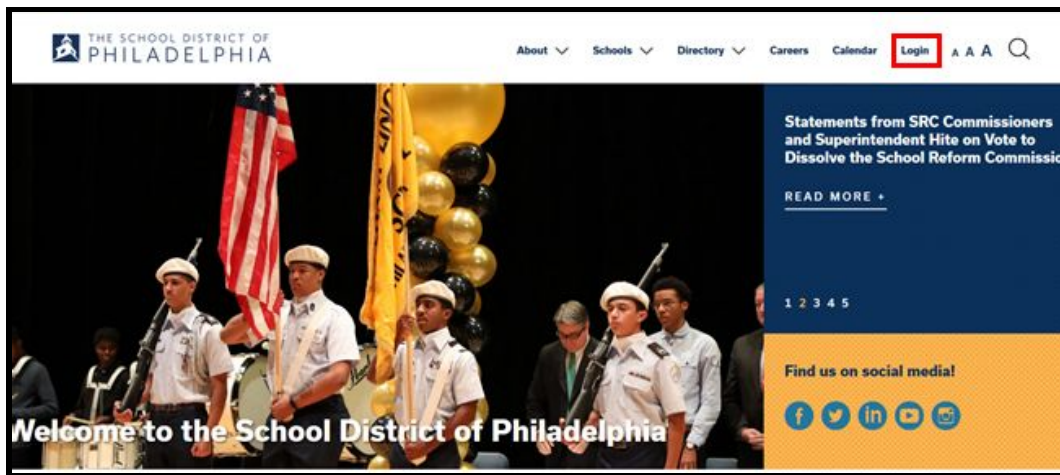 THE SCHOOL DISTRICT OF
PHILADELPHIA
About Schools Directory Careers Calendar Login A A A
Statements from SRC Commissioners
and Superintendent Hite on Vote to
Dissolve the School Reform Commissio
READ MORE +
1 2 3 4 5
Find us on social media!
Welcome to the School District of Philadelphia